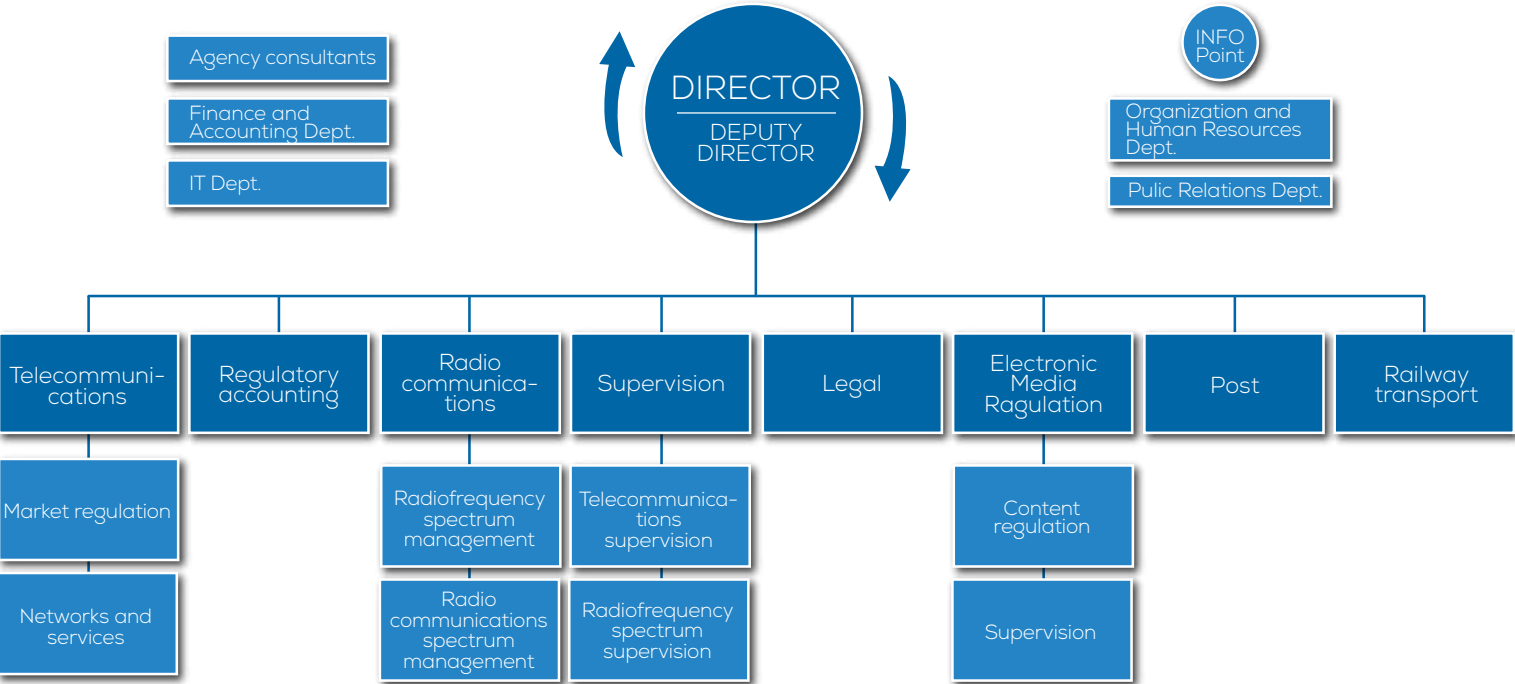 Agency consultants
Finance and
Accounting Dept.
IT Dept.
DIRECTOR
DEPUTY
DIRECTOR
INFO
Point
Organization and
Human Resources
Dept.
Pulic Relations Dept.
Telecommuni-
cations
Regulatory
accounting
Radio
communica-
tions
Supervision
Legal
Electronic
Media
Ragulation
Post
Railway
transport
Market regulation
Networks and
services
Radiofrequency
spectrum
management
Radio
communications
spectrum
management
Telecommunica-
tions
supervision
Radiofrequency
spectrum
supervision
Content
regulation
Supervision